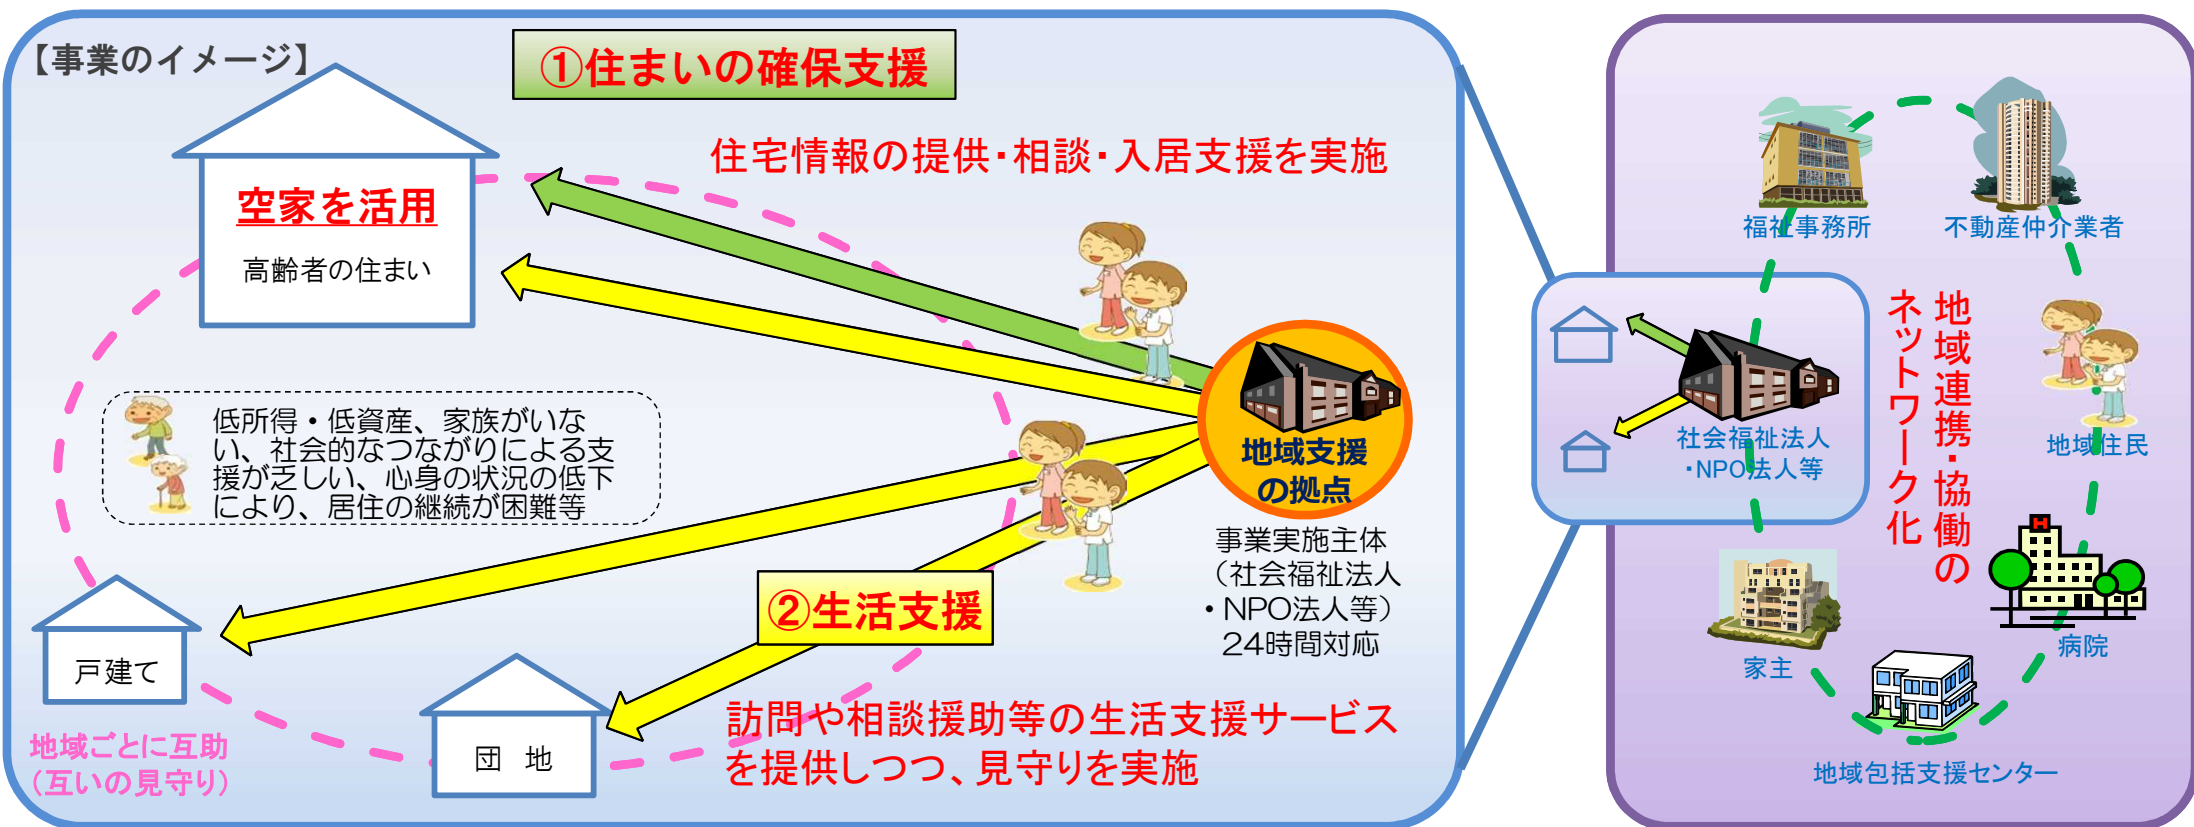 【事業のイメージ】
①住まいの確保支援
住宅情報の提供・相談・入居支援を実施
空家を活用
高齢者の住まい
低所得・低資産、家族がいな
い、社会的なつながりによる支
援が乏しい、心身の状況の低下
により、居住の継続が困難等
地域支援
の拠点
事業実施主体
（社会福祉法人
・NPO法人等）
24時間対応
②生活支援
戸建て
団　地
訪問や相談援助等の生活支援サービス
を提供しつつ、見守りを実施
地域ごとに互助
（互いの見守り）
福祉事務所
不動産仲介業者
地域連携・協働の
ネットワーク化
社会福祉法人
・NPO法人等
地域住民
H
病院
家主
地域包括支援センター